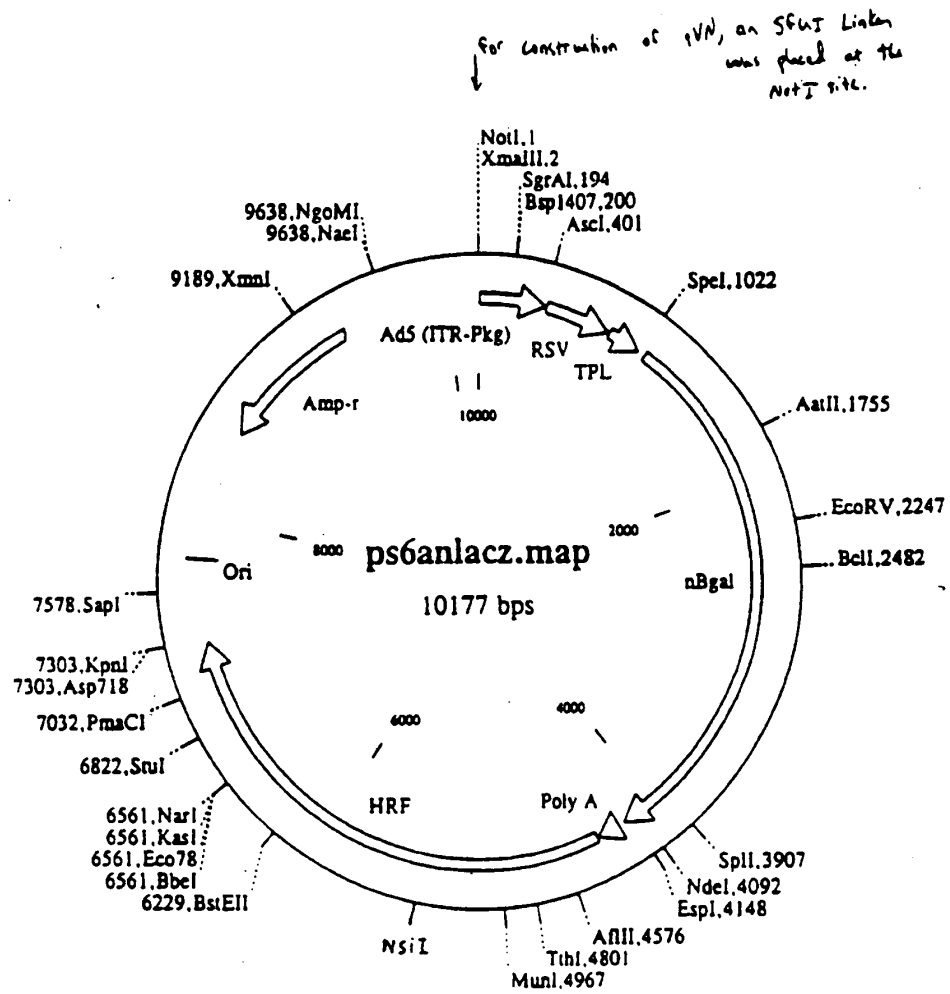 for construction of pVN, an SfuI Linker
was placed at the
NotI site.
NotI,1
XmaIII,2
SgrAI,194
Bsp1407,200
AscI,401
9638,NgoMI
9638,NaeI
9189,XmnI
SpeI,1022
Ad5 (ITR-Pkg)
RSV
TPL
Amp-r
10000
AatII,1755
EcoRV,2247
2000
8000
ps6anlacz.map
BclI,2482
Ori
nBgal
7578,SapI
10177 bps
7303,KpnI
7303,Asp718
7032,PmaCI
6000
4000
6822,StuI
HRF
Poly A
6561,NarI
6561,KasI
6561,Eco78
6561,BbeI
6229,BstEII
SplI,3907
NdeI,4092
EspI,4148
NsiI
AflII,4576
TthI,4801
MunI,4967